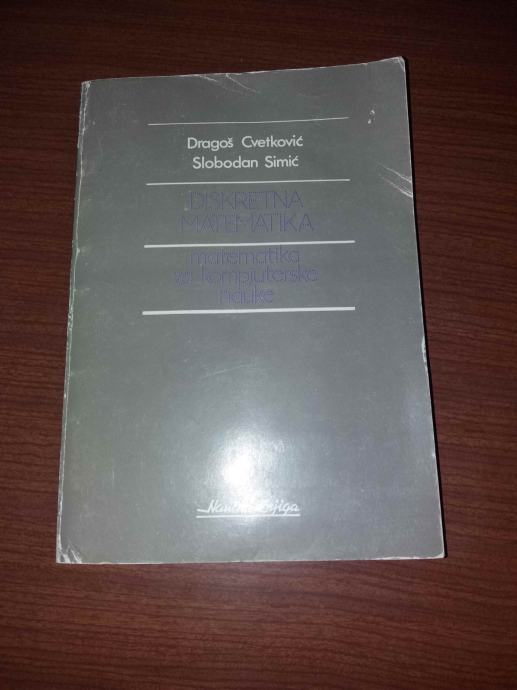 Dragoš Cvetković
Slobodan Simić
DISKRETNA
MATEMATIKA
matematika
za kompjuterske
nauke
Naučna knjiga